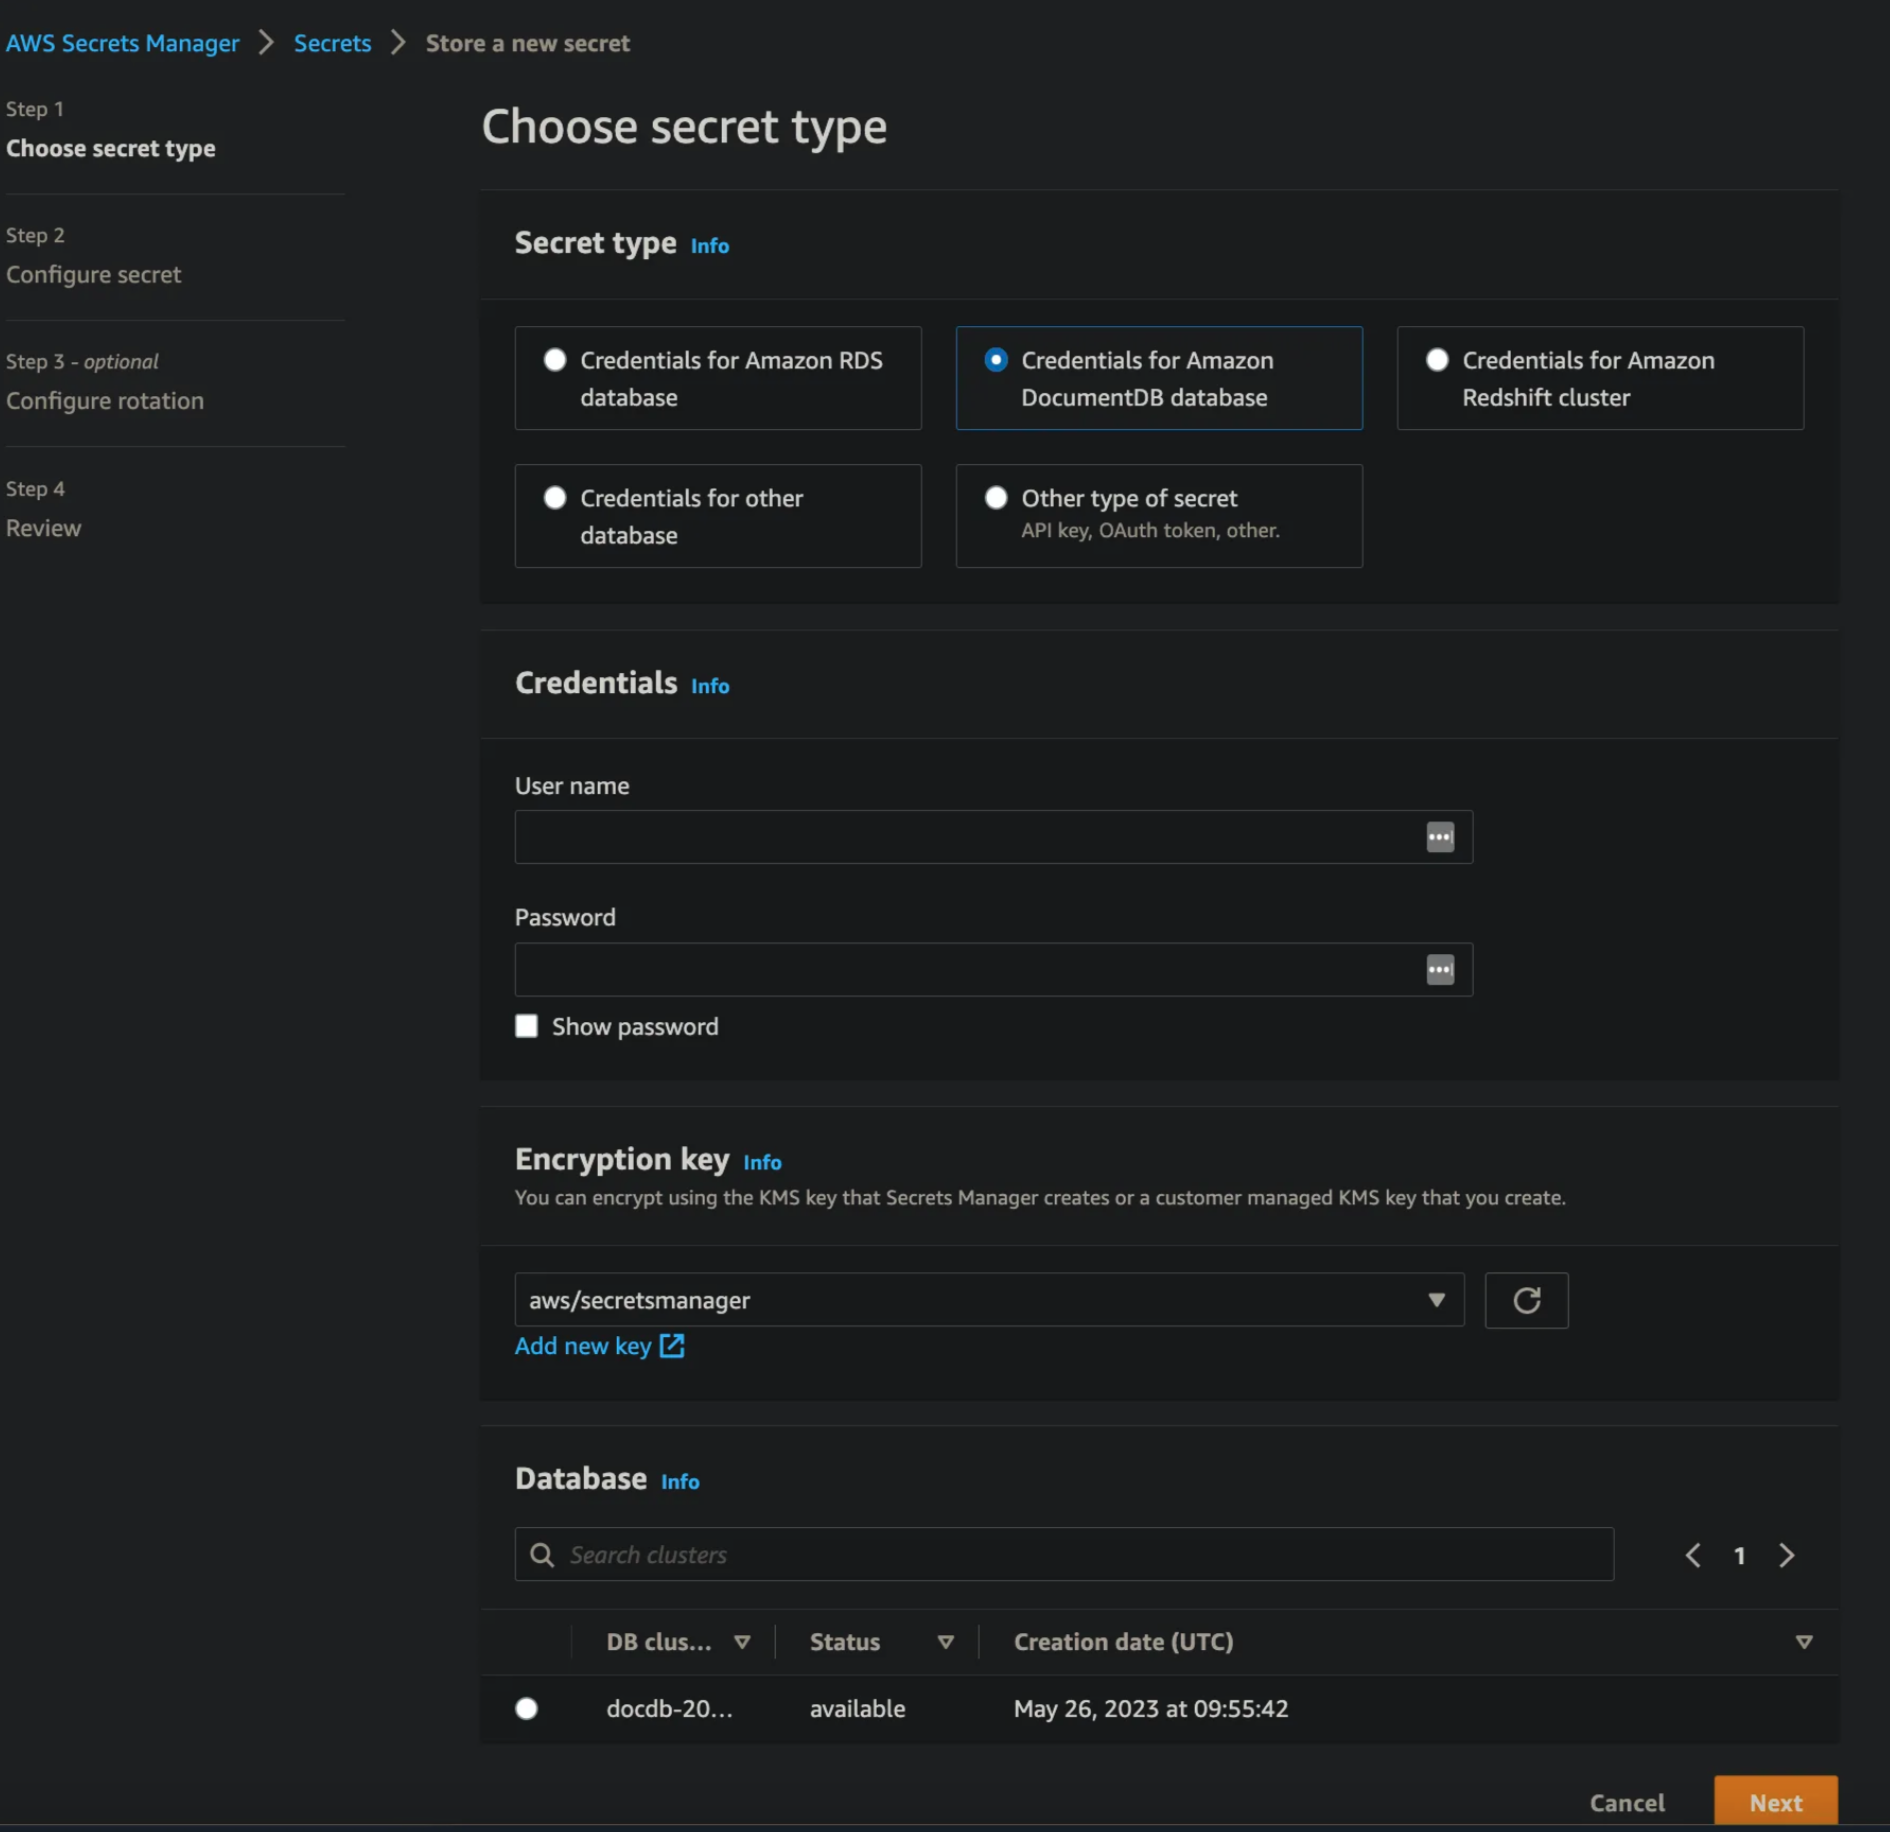 AWS Secrets Manager > Secrets > Store a new secret
Step 1
Choose secret type
Step 2
Configure secret
Step 3 - optional
Configure rotation
Step 4
Review
Choose secret type
Secret type Info
Credentials for Amazon RDS
database
Credentials for Amazon
DocumentDB database
Credentials for Amazon
Redshift cluster
Credentials for other
database
Other type of secret
API key, OAuth token, other.
Credentials Info
User name
Password
Show password
Encryption key Info
You can encrypt using the KMS key that Secrets Manager creates or a customer managed KMS key that you create.
aws/secretsmanager
Add new key
Database Info
Search clusters
1
DB clus... Status Creation date (UTC)
docdb-20... available May 26, 2023 at 09:55:42
Cancel Next